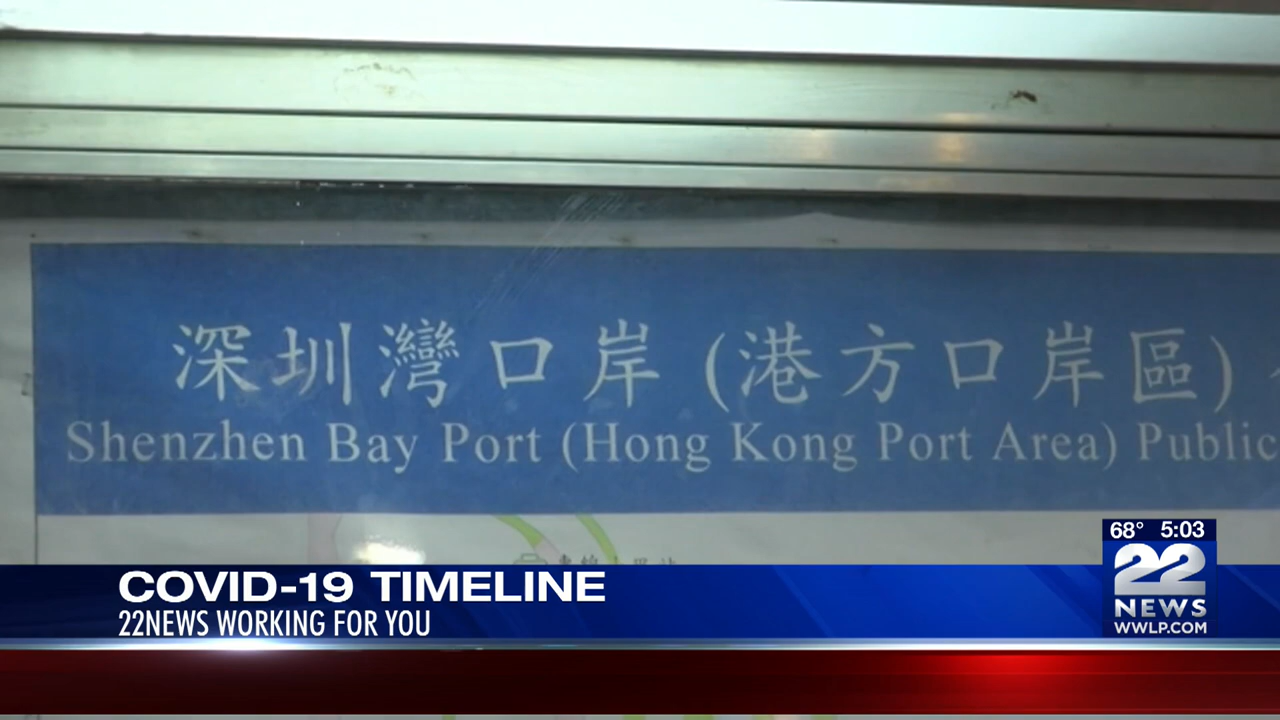 深圳灣口岸 (港方口岸區)
Shenzhen Bay Port (Hong Kong Port Area) Public
68° 5:03
22
NEWS
WWLP.COM
COVID-19 TIMELINE
22NEWS WORKING FOR YOU